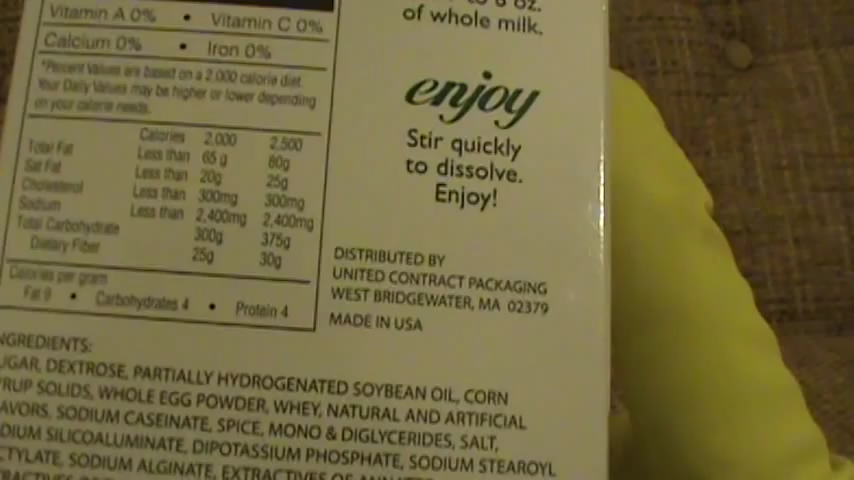 Vitamin A 0% • Vitamin C 0%
Calcium 0% • Iron 0%
*Percent Values are based on a 2,000 calorie diet.
Your Daily Values may be higher or lower depending
on your calorie needs.
Calories 2,000 2,500
Total Fat Less than 65 g 80g
Sat Fat Less than 20g 25g
Cholesterol Less than 300mg 300mg
Sodium Less than 2,400mg 2,400mg
Total Carbohydrate 300g 375g
Dietary Fiber 25g 30g
Calories per gram
Fat 9 • Carbohydrates 4 • Protein 4
oz.
of whole milk.
enjoy
Stir quickly
to dissolve.
Enjoy!
DISTRIBUTED BY
UNITED CONTRACT PACKAGING
WEST BRIDGEWATER, MA 02379
MADE IN USA
NGREDIENTS:
UGAR, DEXTROSE, PARTIALLY HYDROGENATED SOYBEAN OIL, CORN
RUP SOLIDS, WHOLE EGG POWDER, WHEY, NATURAL AND ARTIFICIAL
AVORS, SODIUM CASEINATE, SPICE, MONO & DIGLYCERIDES, SALT,
DIUM SILICOALUMINATE, DIPOTASSIUM PHOSPHATE, SODIUM STEAROYL
CTYLATE, SODIUM ALGINATE, EXTRACTIVES OF